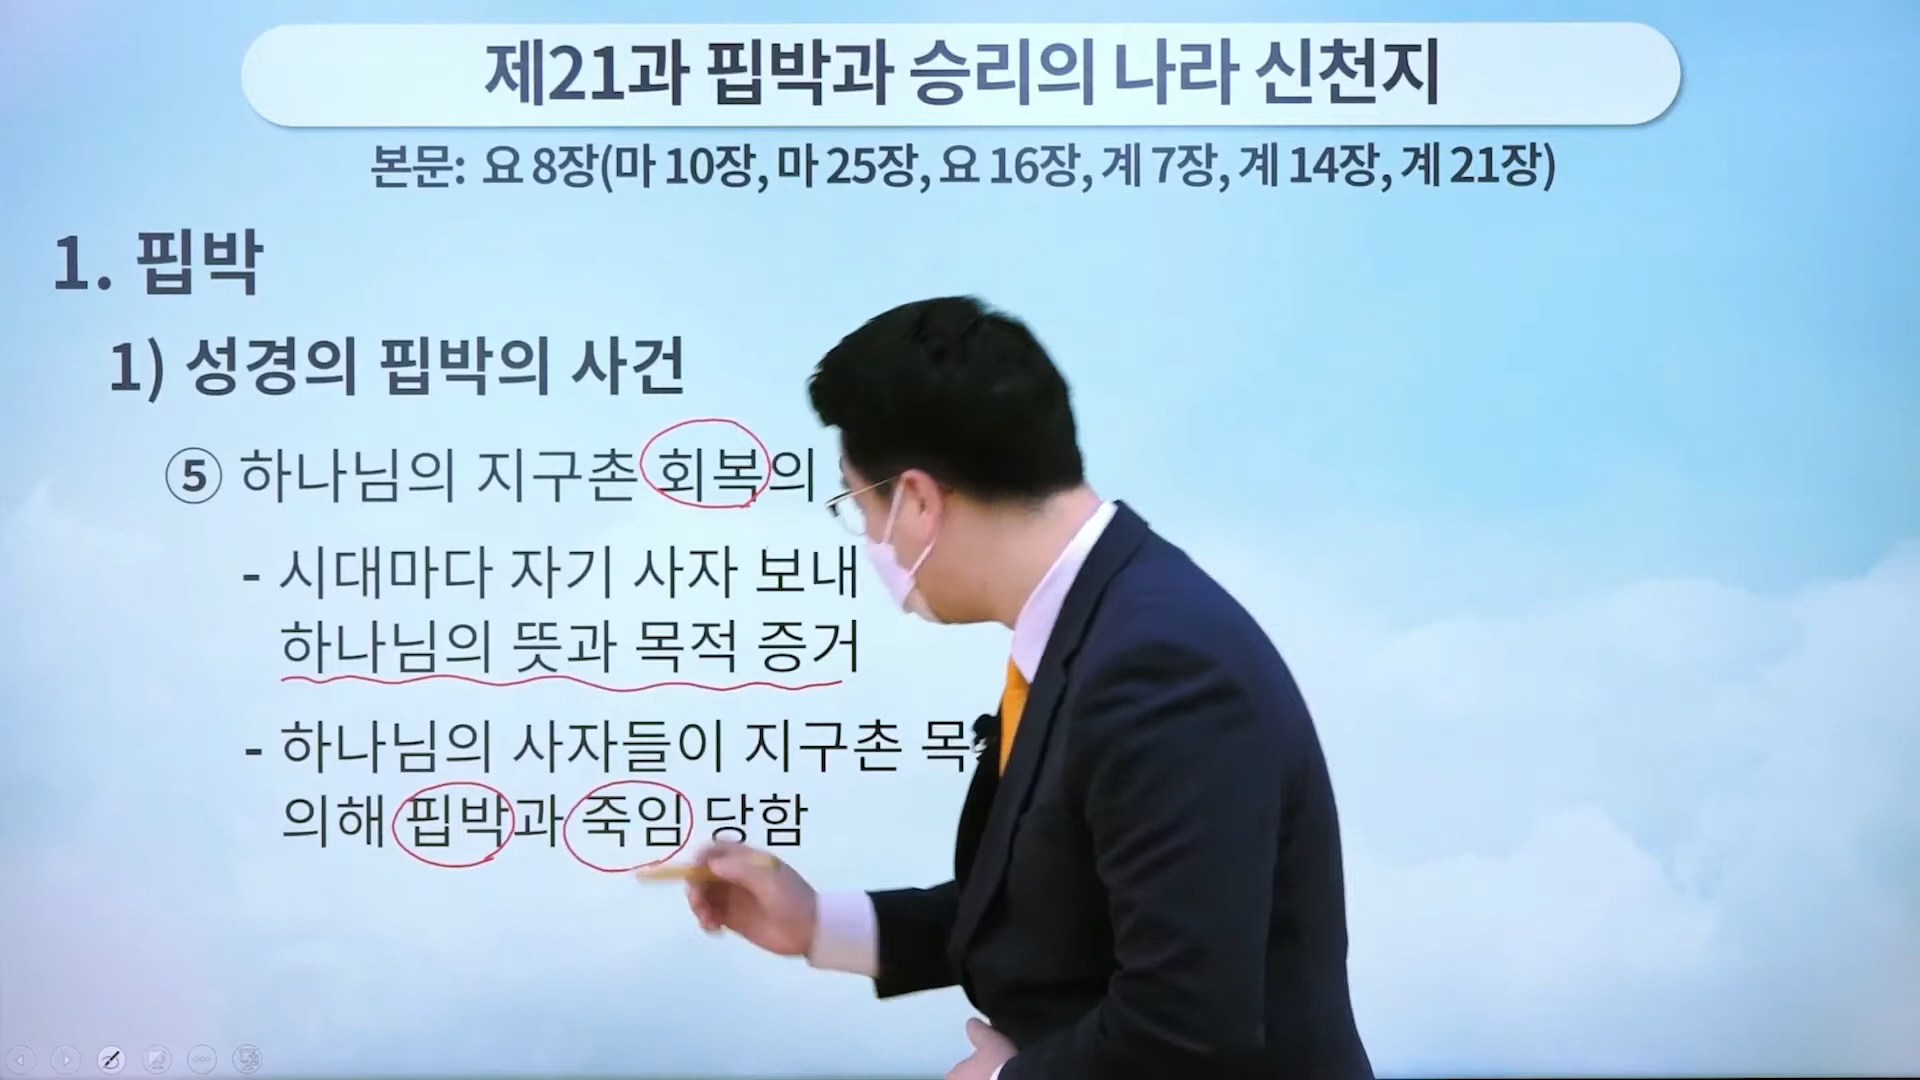 제21과 핍박과 승리의 나라 신천지
본문: 요 8장(마 10장, 마 25장, 요 16장, 계 7장, 계 14장, 계 21장)
1. 핍박
1) 성경의 핍박의 사건
⑤ 하나님의 지구촌 회복의
- 시대마다 자기 사자 보내
하나님의 뜻과 목적 증거
- 하나님의 사자들이 지구촌 목
의해 핍박과 죽임 당함